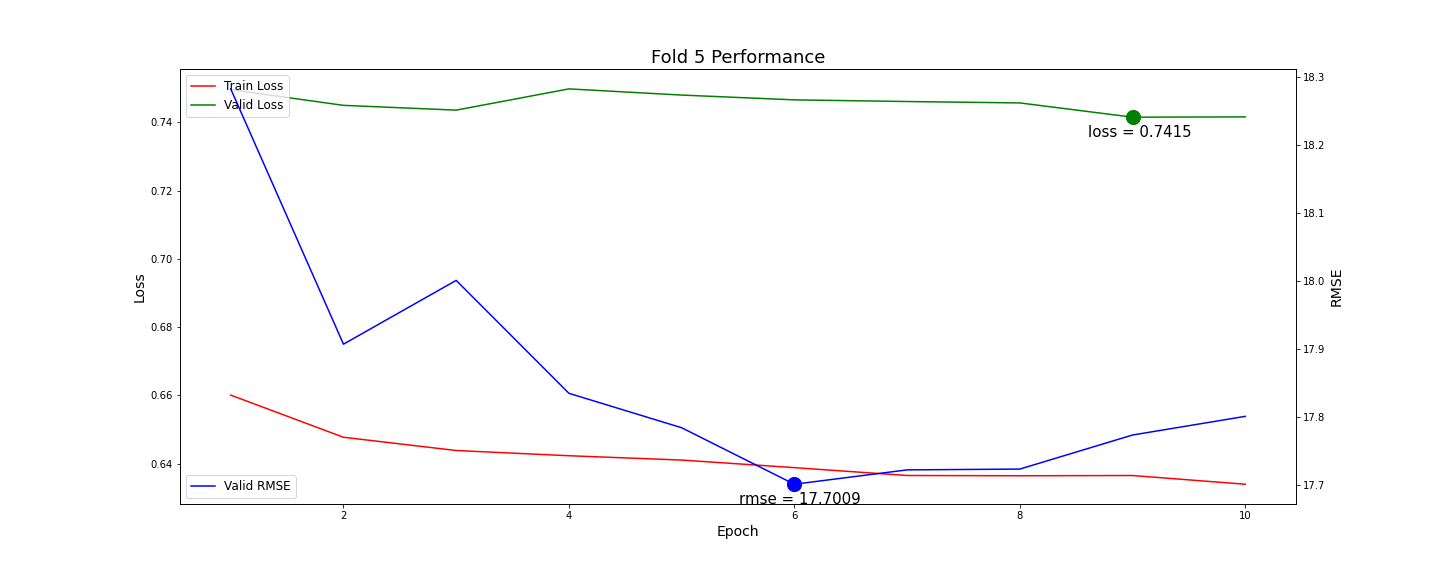 Fold 5 Performance
Train Loss
Valid Loss
Valid RMSE
loss = 0.7415
rmse = 17.7009
Loss
0.74
0.72
0.70
0.68
0.66
0.64
RMSE
18.3
18.2
18.1
18.0
17.9
17.8
17.7
2
4
6
8
10
Epoch